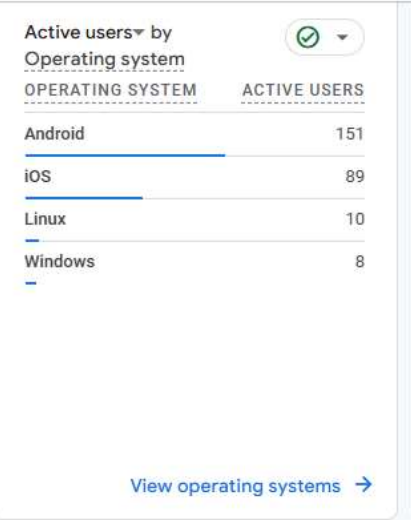 Active users by
Operating system
OPERATING SYSTEM ACTIVE USERS
Android 151
iOS 89
Linux 10
Windows 8
View operating systems